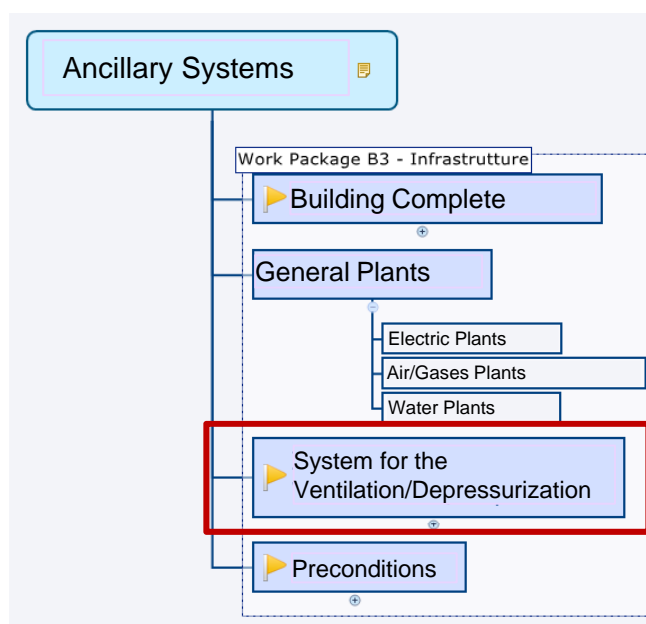 Ancillary Systems
Work Package B3 - Infrastrutture
Building Complete
General Plants
Electric Plants
Air/Gases Plants
Water Plants
System for the
Ventilation/Depressurization
Preconditions